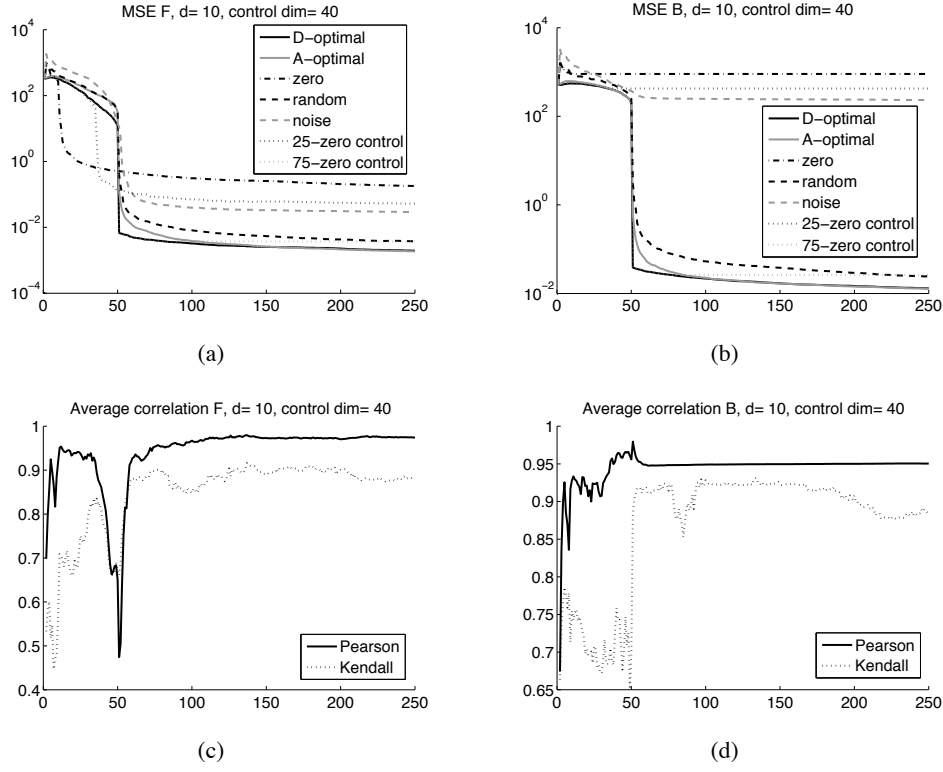 MSE F, d= 10, control dim= 40
10^4
10^2
10^0
10^−2
10^−4
0 50 100 150 200 250
D−optimal
A−optimal
zero
random
noise
25−zero control
75−zero control
(a)
MSE B, d= 10, control dim= 40
10^4
10^2
10^0
10^−2
0 50 100 150 200 250
D−optimal
A−optimal
zero
random
noise
25−zero control
75−zero control
(b)
Average correlation F, d= 10, control dim= 40
1
0.9
0.8
0.7
0.6
0.5
0.4
0 50 100 150 200 250
Pearson
Kendall
(c)
Average correlation B, d= 10, control dim= 40
1
0.95
0.9
0.85
0.8
0.75
0.7
0.65
0 50 100 150 200 250
Pearson
Kendall
(d)